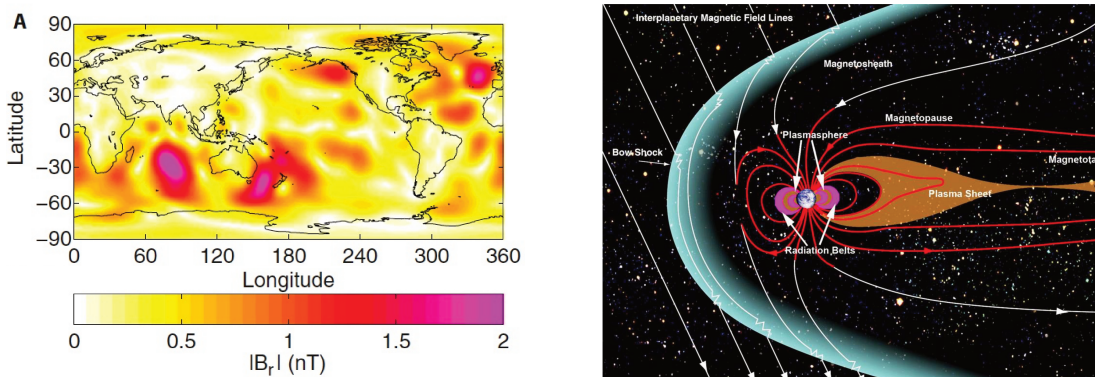 A
90
60
30
0
−30
−60
−90
Latitude
0 60 120 180 240 300 360
Longitude
0 0.5 1 1.5 2
|Br| (nT)
Interplanetary Magnetic Field Lines
Magnetosheath
Magnetopause
Plasmasphere
Bow Shock
Magnetota
Plasma Sheet
Radiation Belts